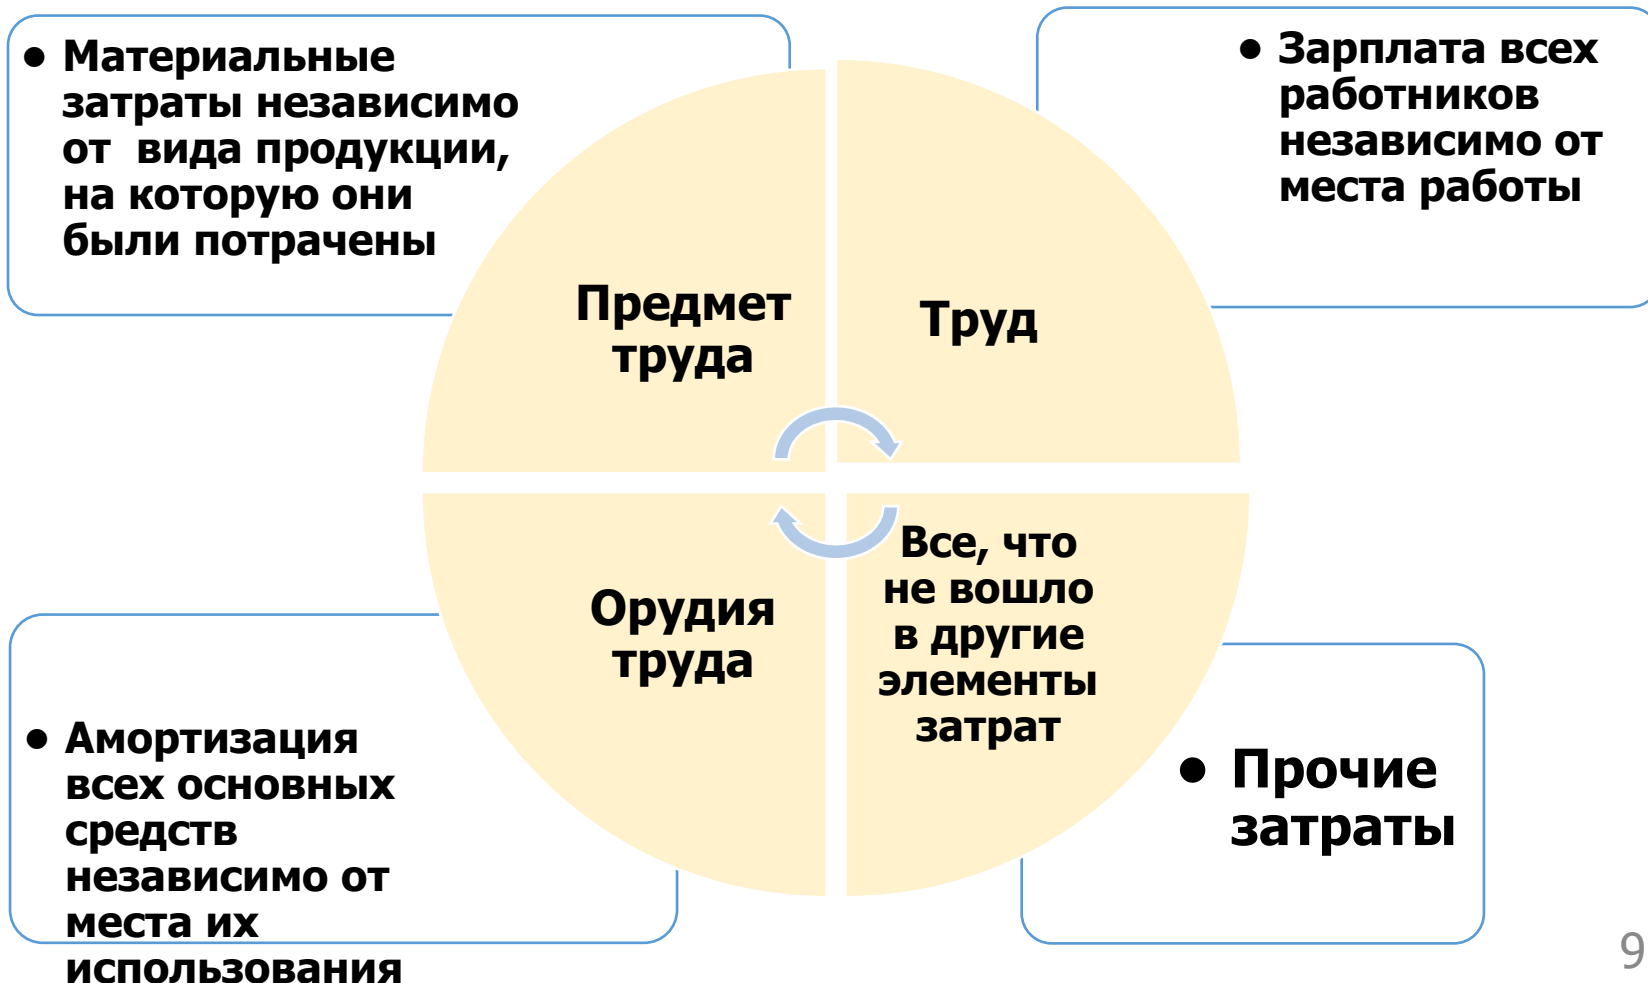 ● Материальные
затраты независимо
от вида продукции,
на которую они
были потрачены
● Зарплата всех
работников
независимо от
места работы
Предмет
труда
Труд
Орудия
труда
Все, что
не вошло
в другие
элементы
затрат
● Амортизация
всех основных
средств
независимо от
места их
использования
● Прочие
затраты
9